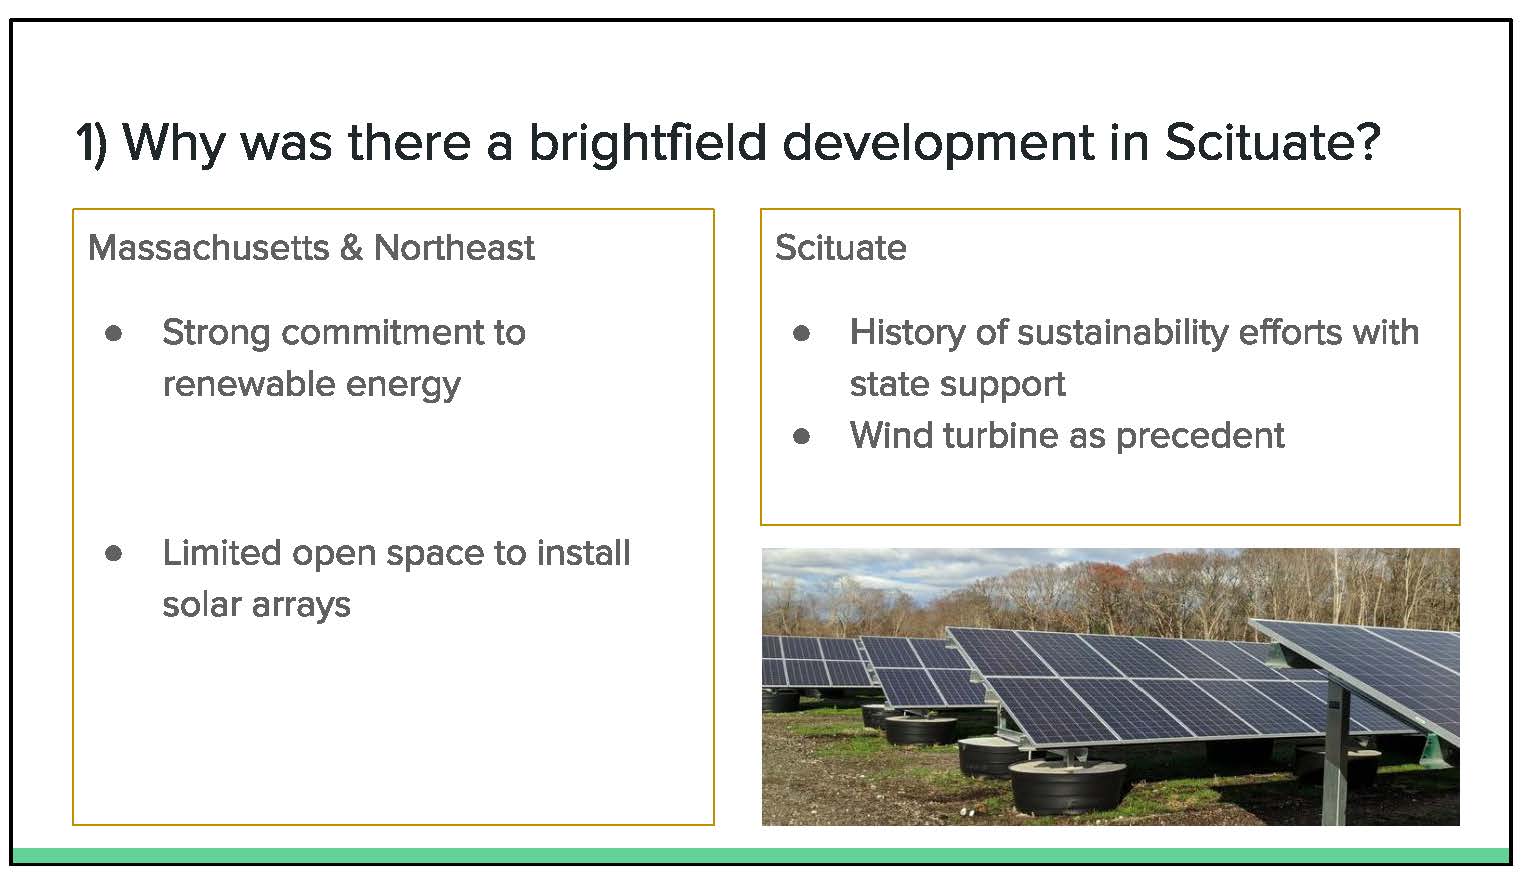 1) Why was there a brightfield development in Scituate?
Massachusetts & Northeast
● Strong commitment to
renewable energy
● Limited open space to install
solar arrays
Scituate
● History of sustainability efforts with
state support
● Wind turbine as precedent